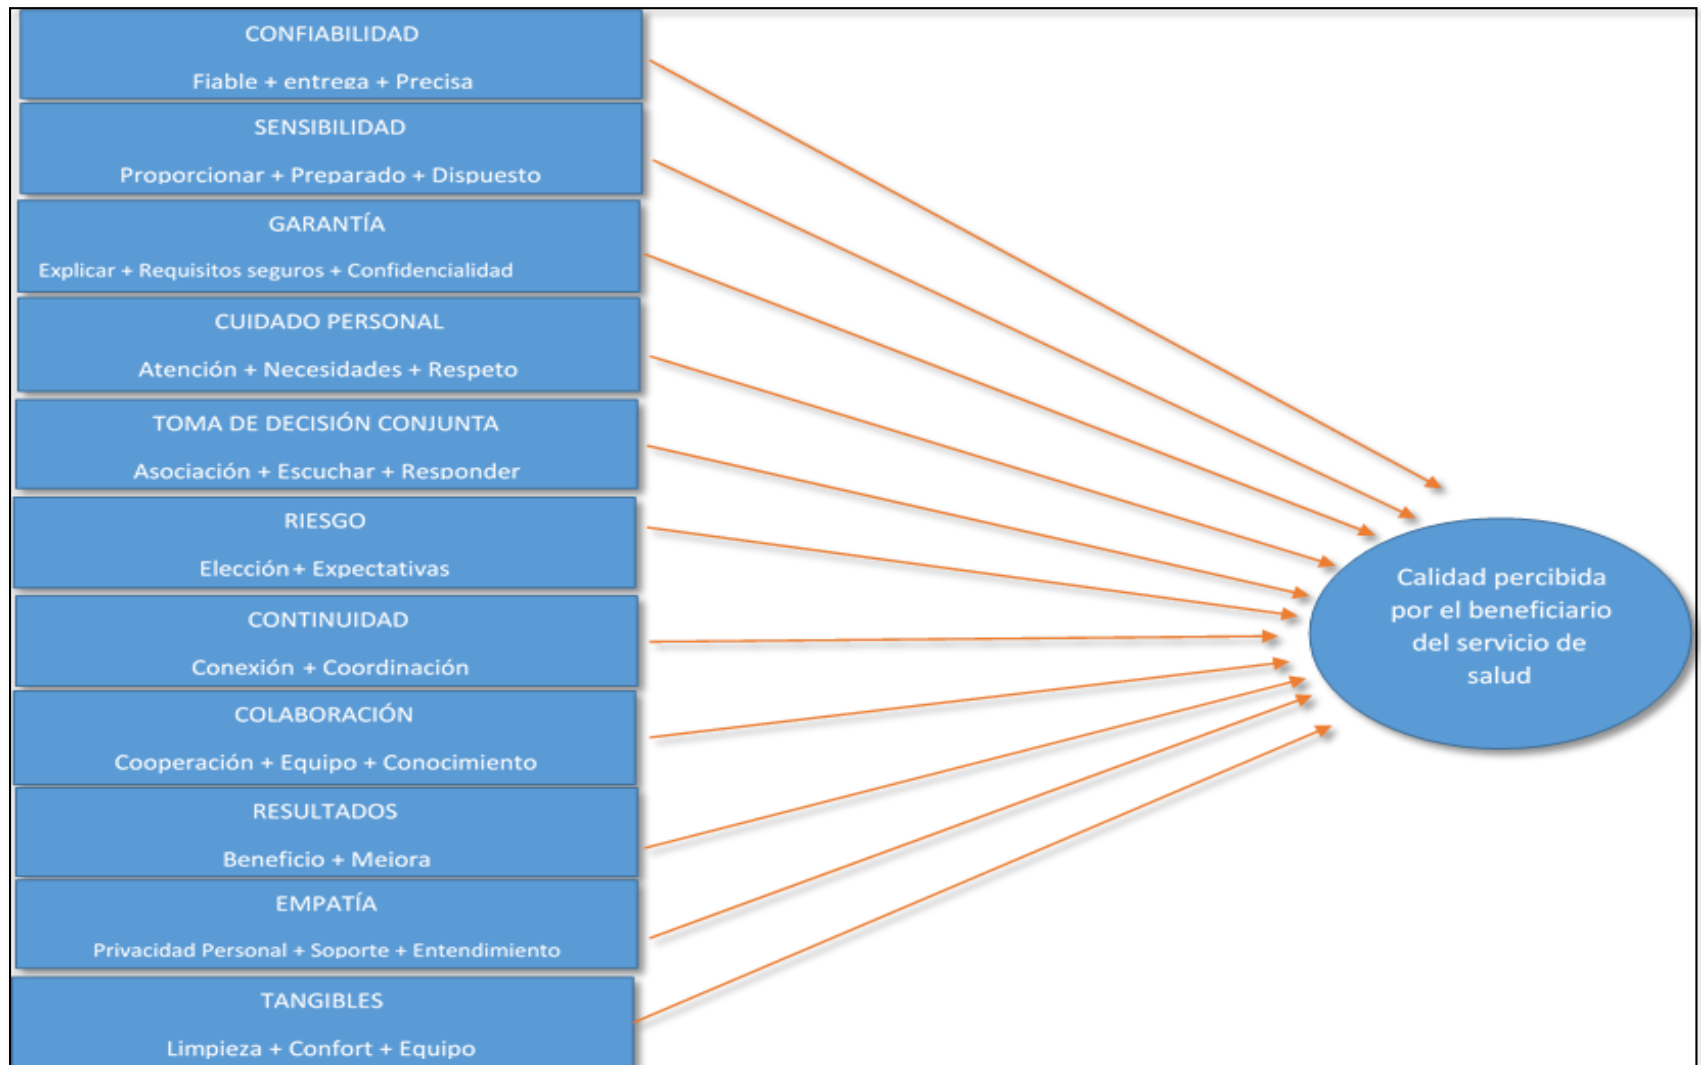 CONFIABILIDAD
Fiable + entrega + Precisa
SENSIBILIDAD
Proporcionar + Preparado + Dispuesto
GARANTÍA
Explicar + Requisitos seguros + Confidencialidad
CUIDADO PERSONAL
Atención + Necesidades + Respeto
TOMA DE DECISIÓN CONJUNTA
Asociación + Escuchar + Responder
RIESGO
Elección + Expectativas
CONTINUIDAD
Conexión + Coordinación
COLABORACIÓN
Cooperación + Equipo + Conocimiento
RESULTADOS
Beneficio + Mejora
EMPATÍA
Privacidad Personal + Soporte + Entendimiento
TANGIBLES
Limpieza + Confort + Equipo
Calidad percibida
por el beneficiario
del servicio de
salud